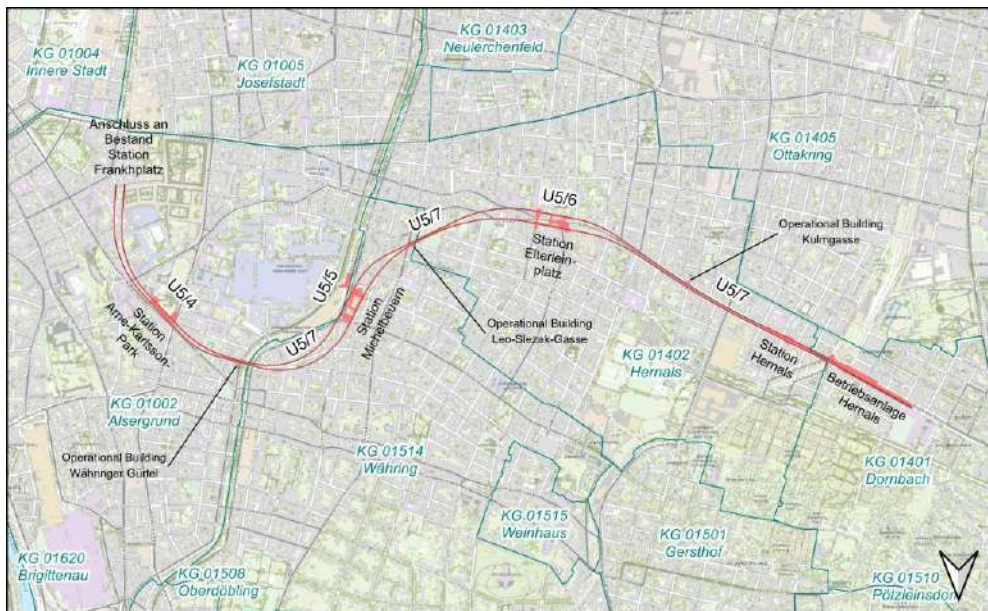 KG 01004
Innere Stadt
KG 01005
Josefstadt
KG 01403
Neulerchenfeld
KG 01405
Ottakring
Anschluss an
Bestand
Station
Frankhplatz
U5/4
Station
Arne-Karlsson-
Park
U5/5
U5/7
Station
Michelbeuern
U5/7
U5/6
Station
Elterlein-
platz
Operational Building
Kulmgasse
U5/7
Operational Building
Leo-Slezak-Gasse
Station
Hernals
Betriebsanlage
Hernals
KG 01402
Hernals
KG 01002
Alsergrund
Operational Building
Währinger Gürtel
KG 01514
Währing
KG 01401
Dornbach
KG 01515
Weinhaus
KG 01501
Gersthof
KG 01620
Brigittenau
KG 01508
Oberdöbling
KG 01510
Pötzleinsdorf